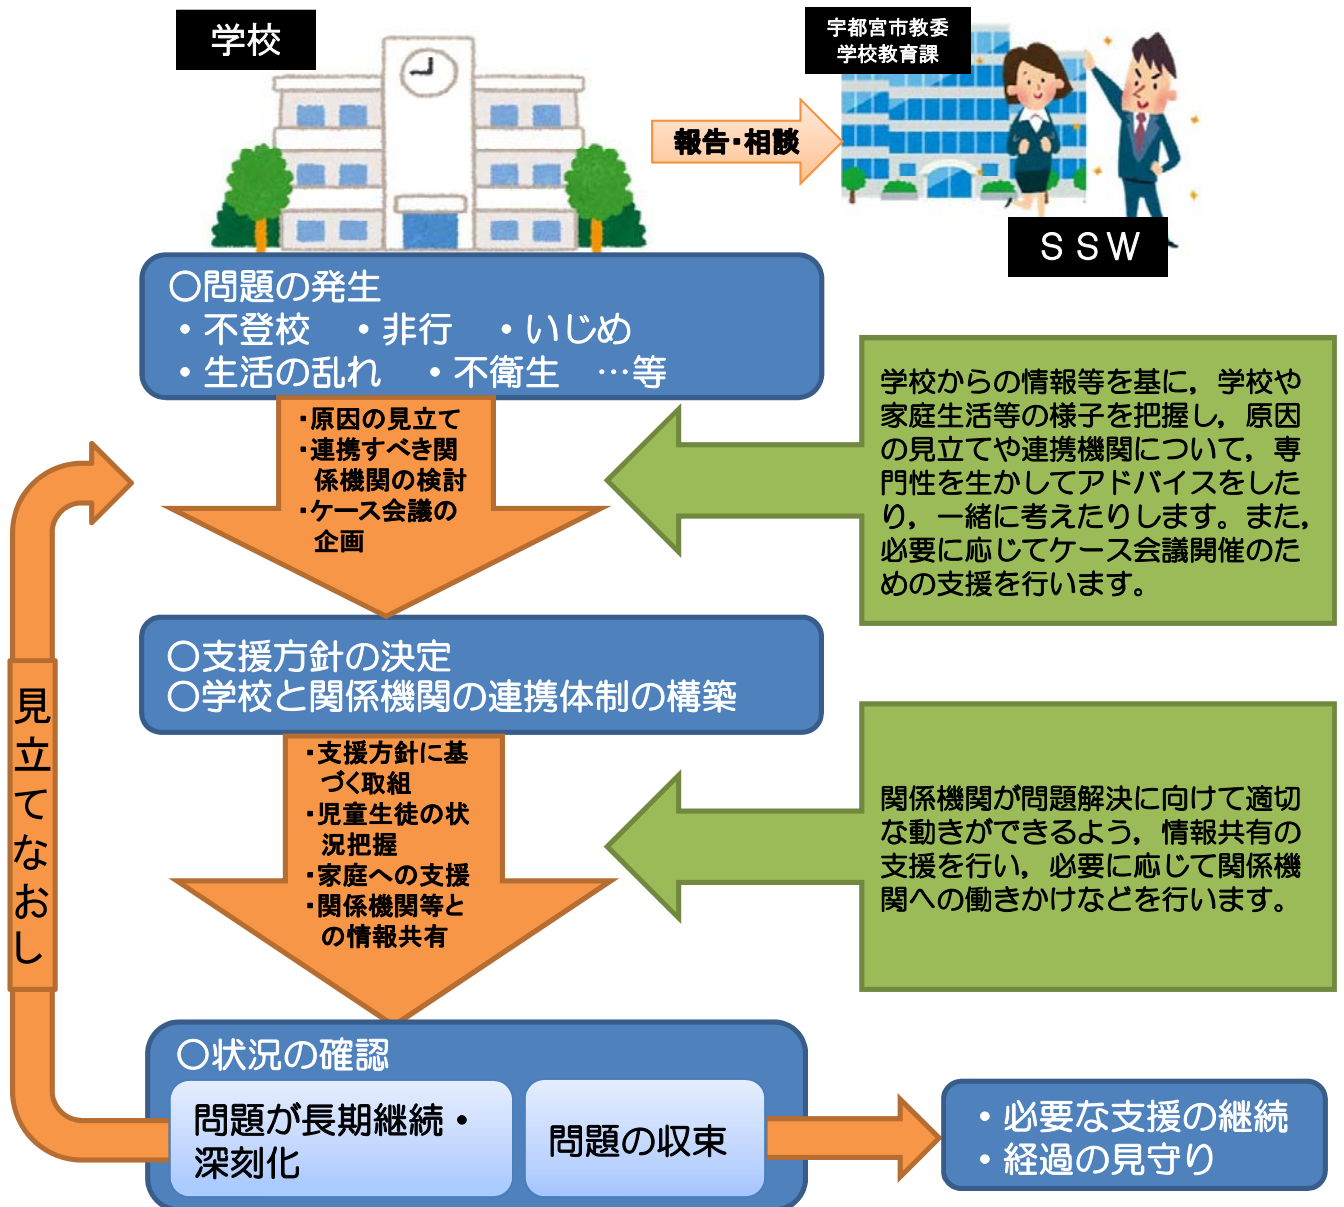 学校
宇都宮市教委
学校教育課
報告・相談
ＳＳＷ
○問題の発生
・不登校　・非行　・いじめ
・生活の乱れ　・不衛生　…等
・原因の見立て
・連携すべき関
係機関の検討
・ケース会議の
企画
学校からの情報等を基に，学校や
家庭生活等の様子を把握し，原因
の見立てや連携機関について，専
門性を生かしてアドバイスをした
り，一緒に考えたりします。また，
必要に応じてケース会議開催のた
めの支援を行います。
○支援方針の決定
○学校と関係機関の連携体制の構築
・支援方針に基
づく取組
・児童生徒の状
況把握
・家庭への支援
・関係機関等と
の情報共有
関係機関が問題解決に向けて適切
な動きができるよう，情報共有の
支援を行い，必要に応じて関係機
関への働きかけなどを行います。
見立てなおし
○状況の確認
問題が長期継続・
深刻化
問題の収束
・必要な支援の継続
・経過の見守り